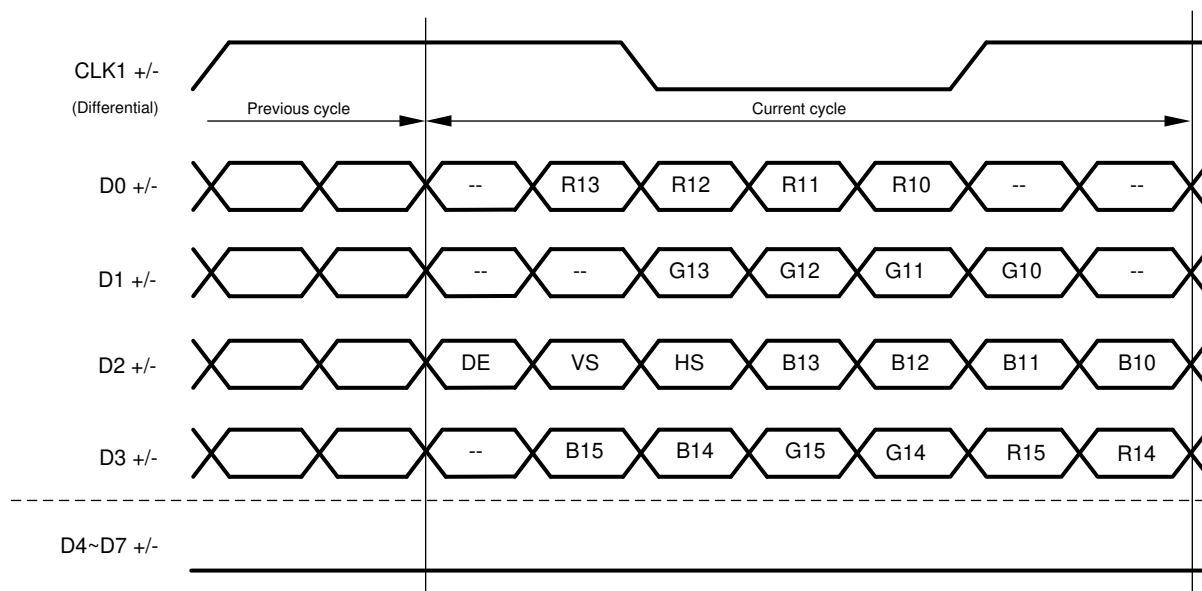 CLK1 +/-
(Differential)
Previous cycle
Current cycle
D0 +/-
-- R13 R12 R11 R10 -- --
D1 +/-
-- -- G13 G12 G11 G10 --
D2 +/-
DE VS HS B13 B12 B11 B10
D3 +/-
-- B15 B14 G15 G14 R15 R14
D4~D7 +/-